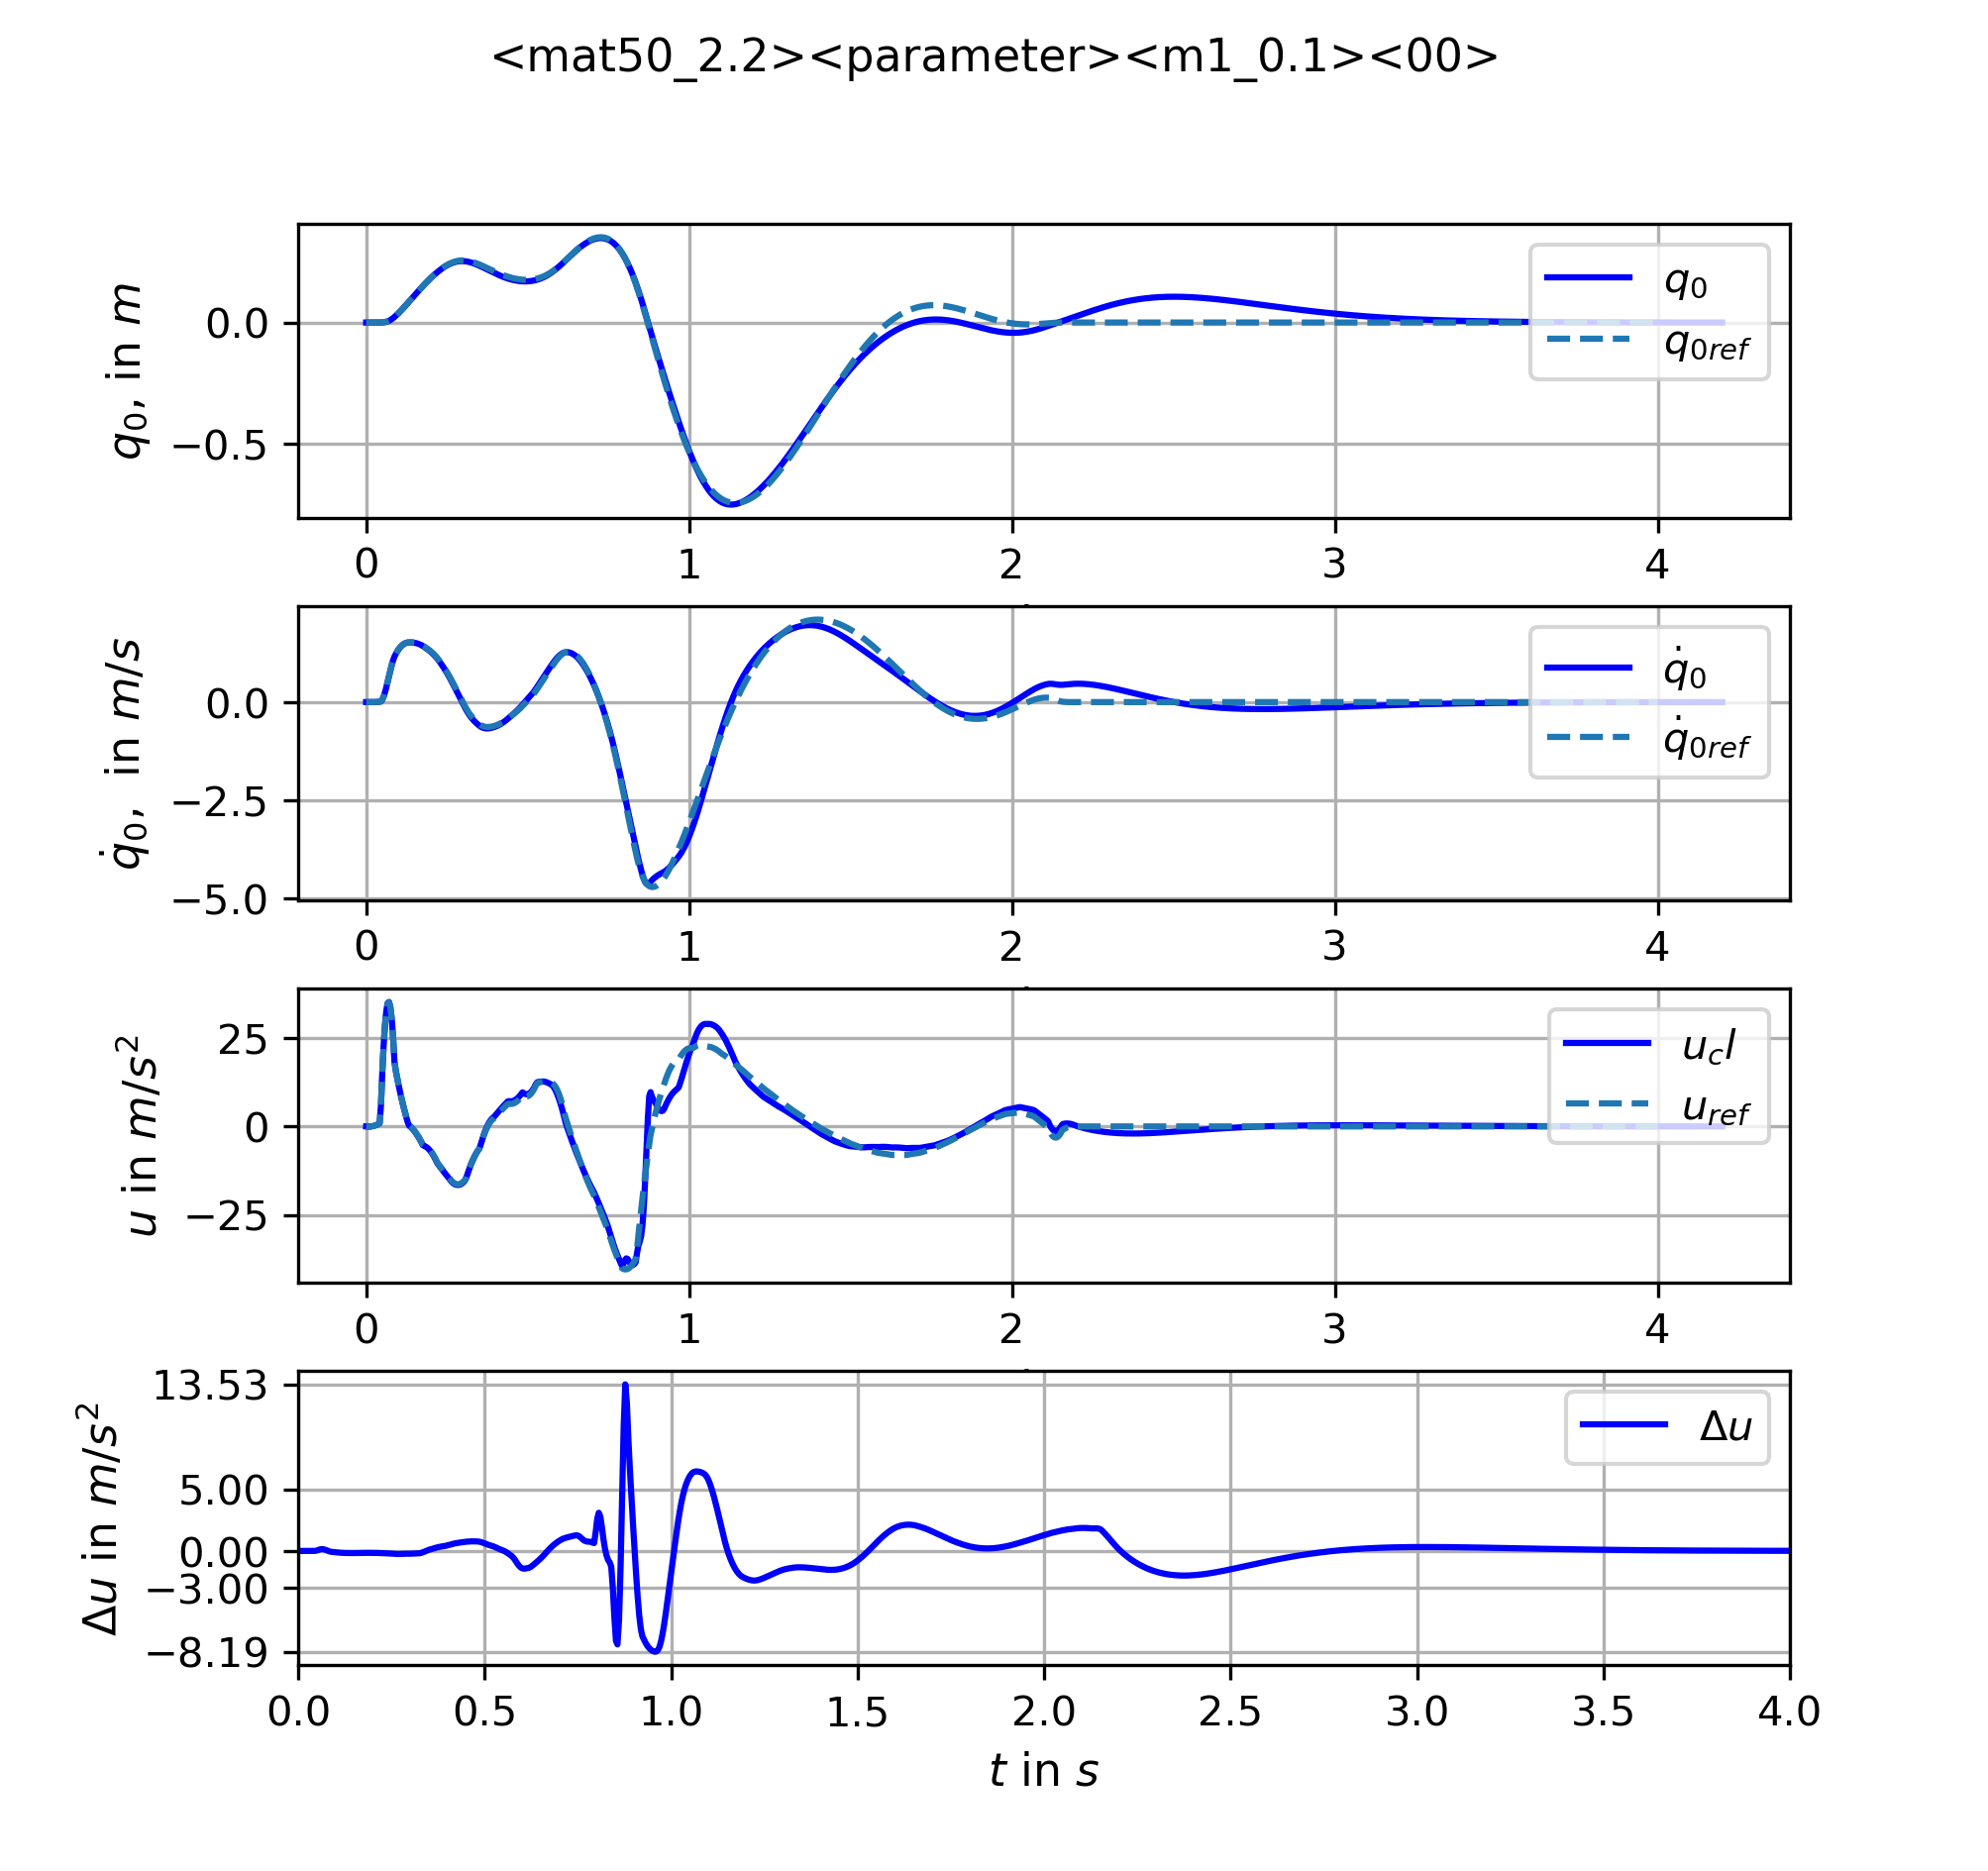 <mat50_2.2><parameter><m1_0.1><00>
q₀, in m
0.0
−0.5
0 1 2 3 4
q₀
q₀ref
q̇₀, in m/s
0.0
−2.5
−5.0
0 1 2 3 4
q̇₀
q̇₀ref
u in m/s²
25
0
−25
0 1 2 3 4
u_c l
u_ref
Δu in m/s²
13.53
5.00
0.00
−3.00
−8.19
Δu
0.0 0.5 1.0 1.5 2.0 2.5 3.0 3.5 4.0
t in s